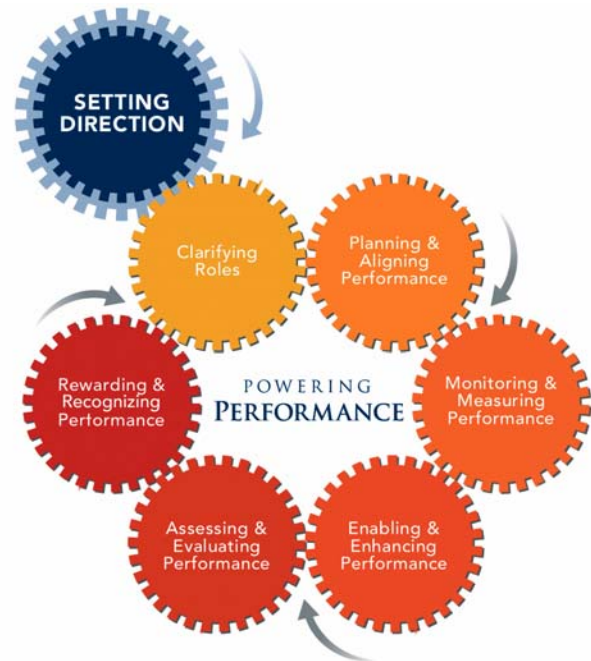 SETTING
DIRECTION
Clarifying
Roles
Planning &
Aligning
Performance
Monitoring &
Measuring
Performance
Enabling &
Enhancing
Performance
Assessing &
Evaluating
Performance
Rewarding &
Recognizing
Performance
POWERING
PERFORMANCE